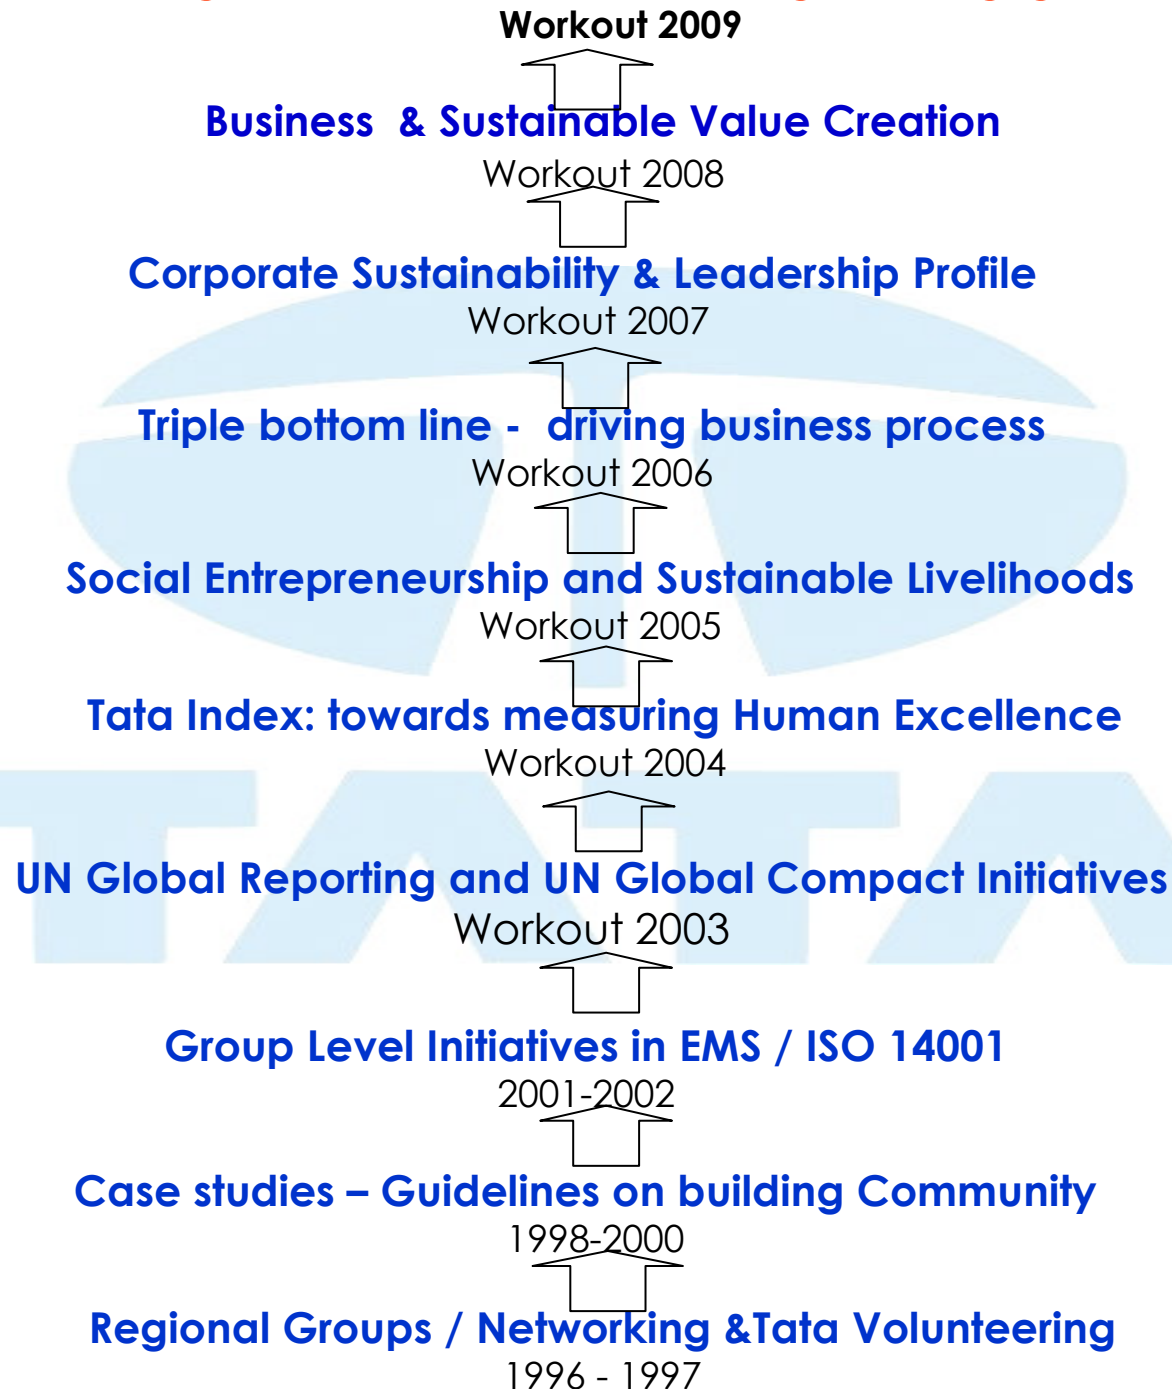 Workout 2009
Business & Sustainable Value Creation
Workout 2008
Corporate Sustainability & Leadership Profile
Workout 2007
Triple bottom line - driving business process
Workout 2006
Social Entrepreneurship and Sustainable Livelihoods
Workout 2005
Tata Index: towards measuring Human Excellence
Workout 2004
UN Global Reporting and UN Global Compact Initiatives
Workout 2003
Group Level Initiatives in EMS / ISO 14001
2001-2002
Case studies – Guidelines on building Community
1998-2000
Regional Groups / Networking &Tata Volunteering
1996 - 1997
TATA